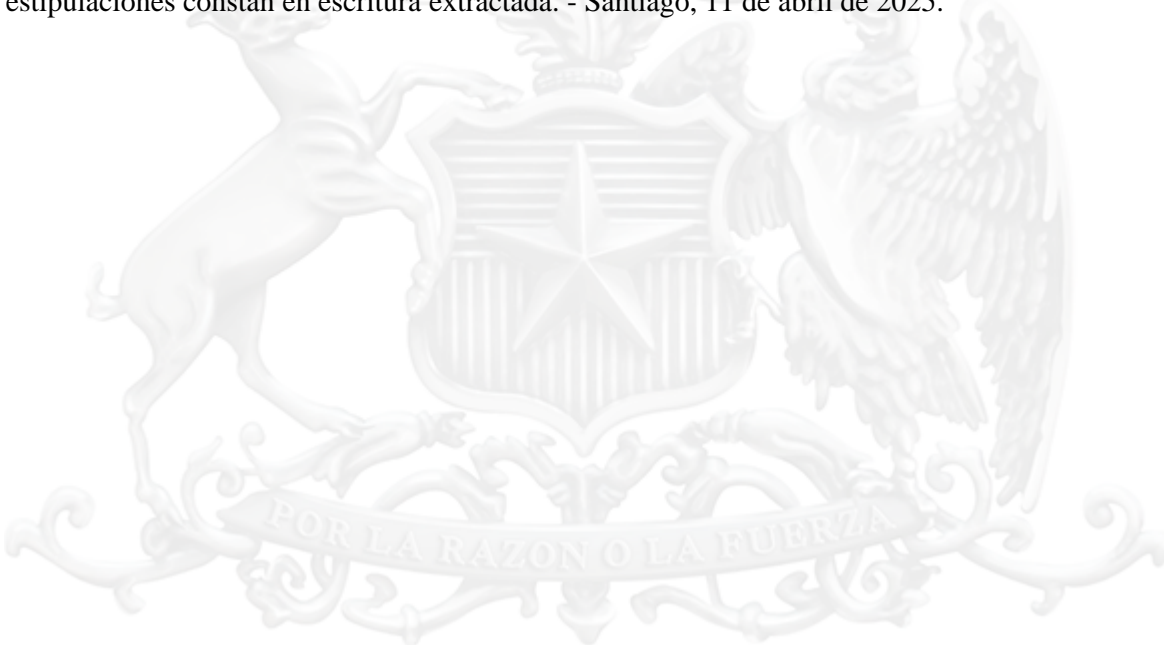 estipulaciones constan en escritura extractada. - Santiago, 11 de abril de 2025.
POR LA RAZON O LA FUERZA